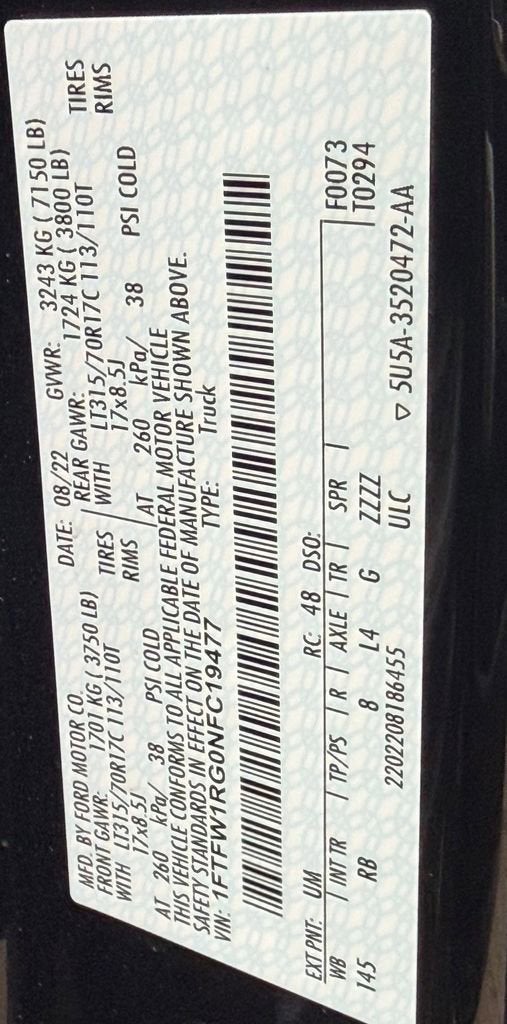 MFD. BY FORD MOTOR CO.
DATE: 08/22 GVWR: 3243 KG ( 7150 LB)
FRONT GAWR: 1701 KG ( 3750 LB) REAR GAWR: 1724 KG ( 3800 LB)
WITH LT315/70R17C 113/110T TIRES WITH LT315/70R17C 113/110T TIRES
17x8.5J RIMS 17x8.5J RIMS
AT 260 kPa/ 38 PSI COLD AT 260 kPa/ 38 PSI COLD
THIS VEHICLE CONFORMS TO ALL APPLICABLE FEDERAL MOTOR VEHICLE
SAFETY STANDARDS IN EFFECT ON THE DATE OF MANUFACTURE SHOWN ABOVE.
VIN: 1FTFW1RG0NFC19477 TYPE: Truck
EXT PNT: UM RC: 48 DSO: F0073
WB | INT TR | TP/PS | R | AXLE | TR | SPR | T0294
145 RB 8 L4 G ZZZZ
2202208186455 ULC ▽ 5U5A-3520472-AA